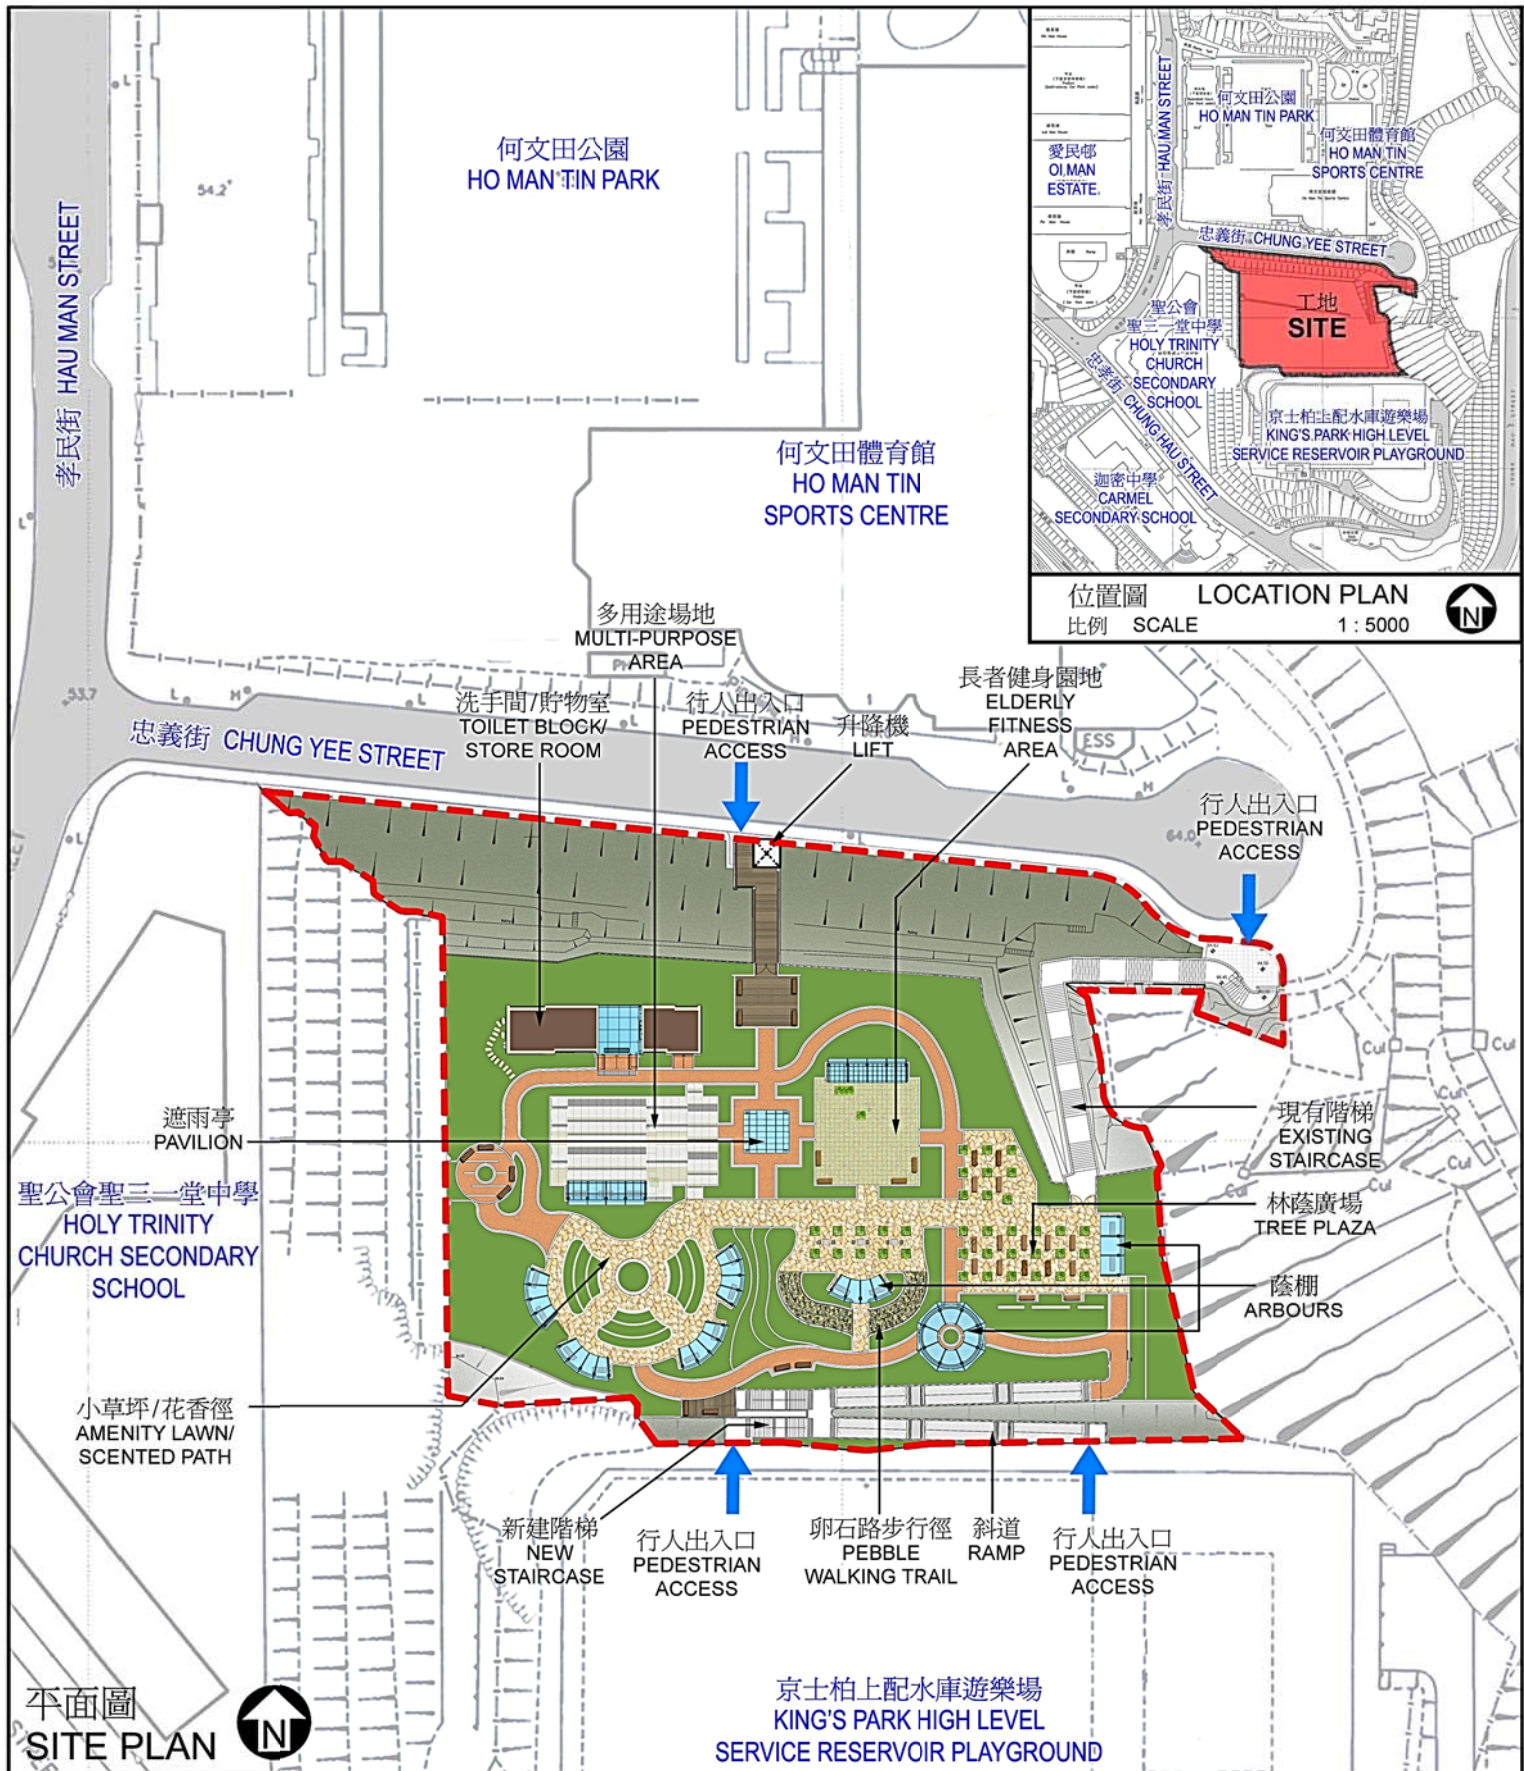 何文田公園
HO MAN TIN PARK
54.2
孝民街 HAU MAN STREET
何文田體育館
HO MAN TIN
SPORTS CENTRE
愛民邨
OI MAN
ESTATE
孝民街 HAU MAN STREET
何文田公園
HO MAN TIN PARK
何文田體育館
HO MAN TIN
SPORTS CENTRE
忠義街 CHUNG YEE STREET
工地
SITE
聖公會
聖三一堂中學
HOLY TRINITY
CHURCH
SECONDARY
SCHOOL
忠孝街 CHUNG HAU STREET
京士柏上配水庫遊樂場
KING'S PARK HIGH LEVEL
SERVICE RESERVOIR PLAYGROUND
迦密中學
CARMEL
SECONDARY SCHOOL
位置圖 LOCATION PLAN
比例 SCALE 1 : 5000
N
多用途場地
MULTI-PURPOSE
AREA
洗手間/貯物室
TOILET BLOCK/
STORE ROOM
行人出入口
PEDESTRIAN
ACCESS
升降機
LIFT
長者健身園地
ELDERLY
FITNESS
AREA
ESS
53.7
忠義街 CHUNG YEE STREET
64.0
行人出入口
PEDESTRIAN
ACCESS
遮雨亭
PAVILION
聖公會聖三一堂中學
HOLY TRINITY
CHURCH SECONDARY
SCHOOL
現有階梯
EXISTING
STAIRCASE
林蔭廣場
TREE PLAZA
蔭棚
ARBOURS
Cul
Cul
Cul
Cul
Cul
小草坪/花香徑
AMENITY LAWN/
SCENTED PATH
新建階梯
NEW
STAIRCASE
行人出入口
PEDESTRIAN
ACCESS
卵石路步行徑
PEBBLE
WALKING TRAIL
斜道
RAMP
行人出入口
PEDESTRIAN
ACCESS
京士柏上配水庫遊樂場
KING'S PARK HIGH LEVEL
SERVICE RESERVOIR PLAYGROUND
平面圖
SITE PLAN
N